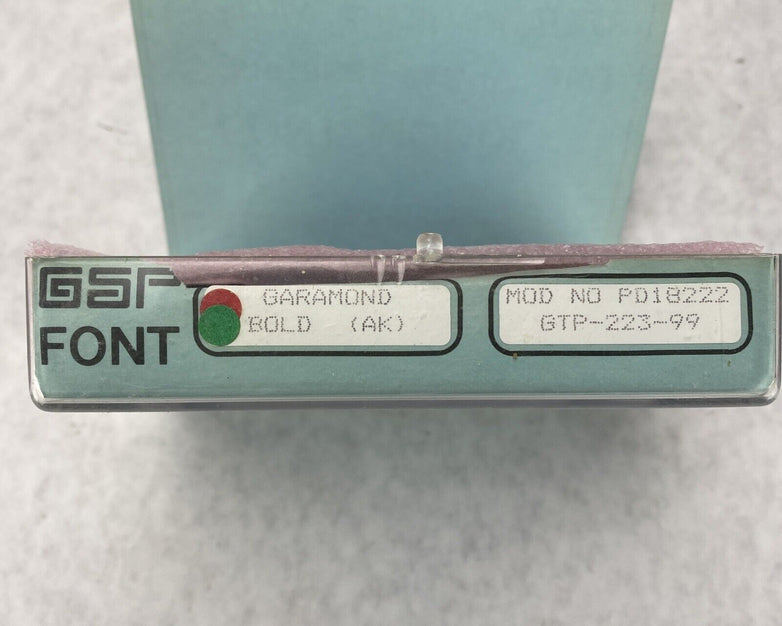 GSP
FONT
GARAMOND
BOLD (AK)
MOD NO PD18222
GTP-223-99